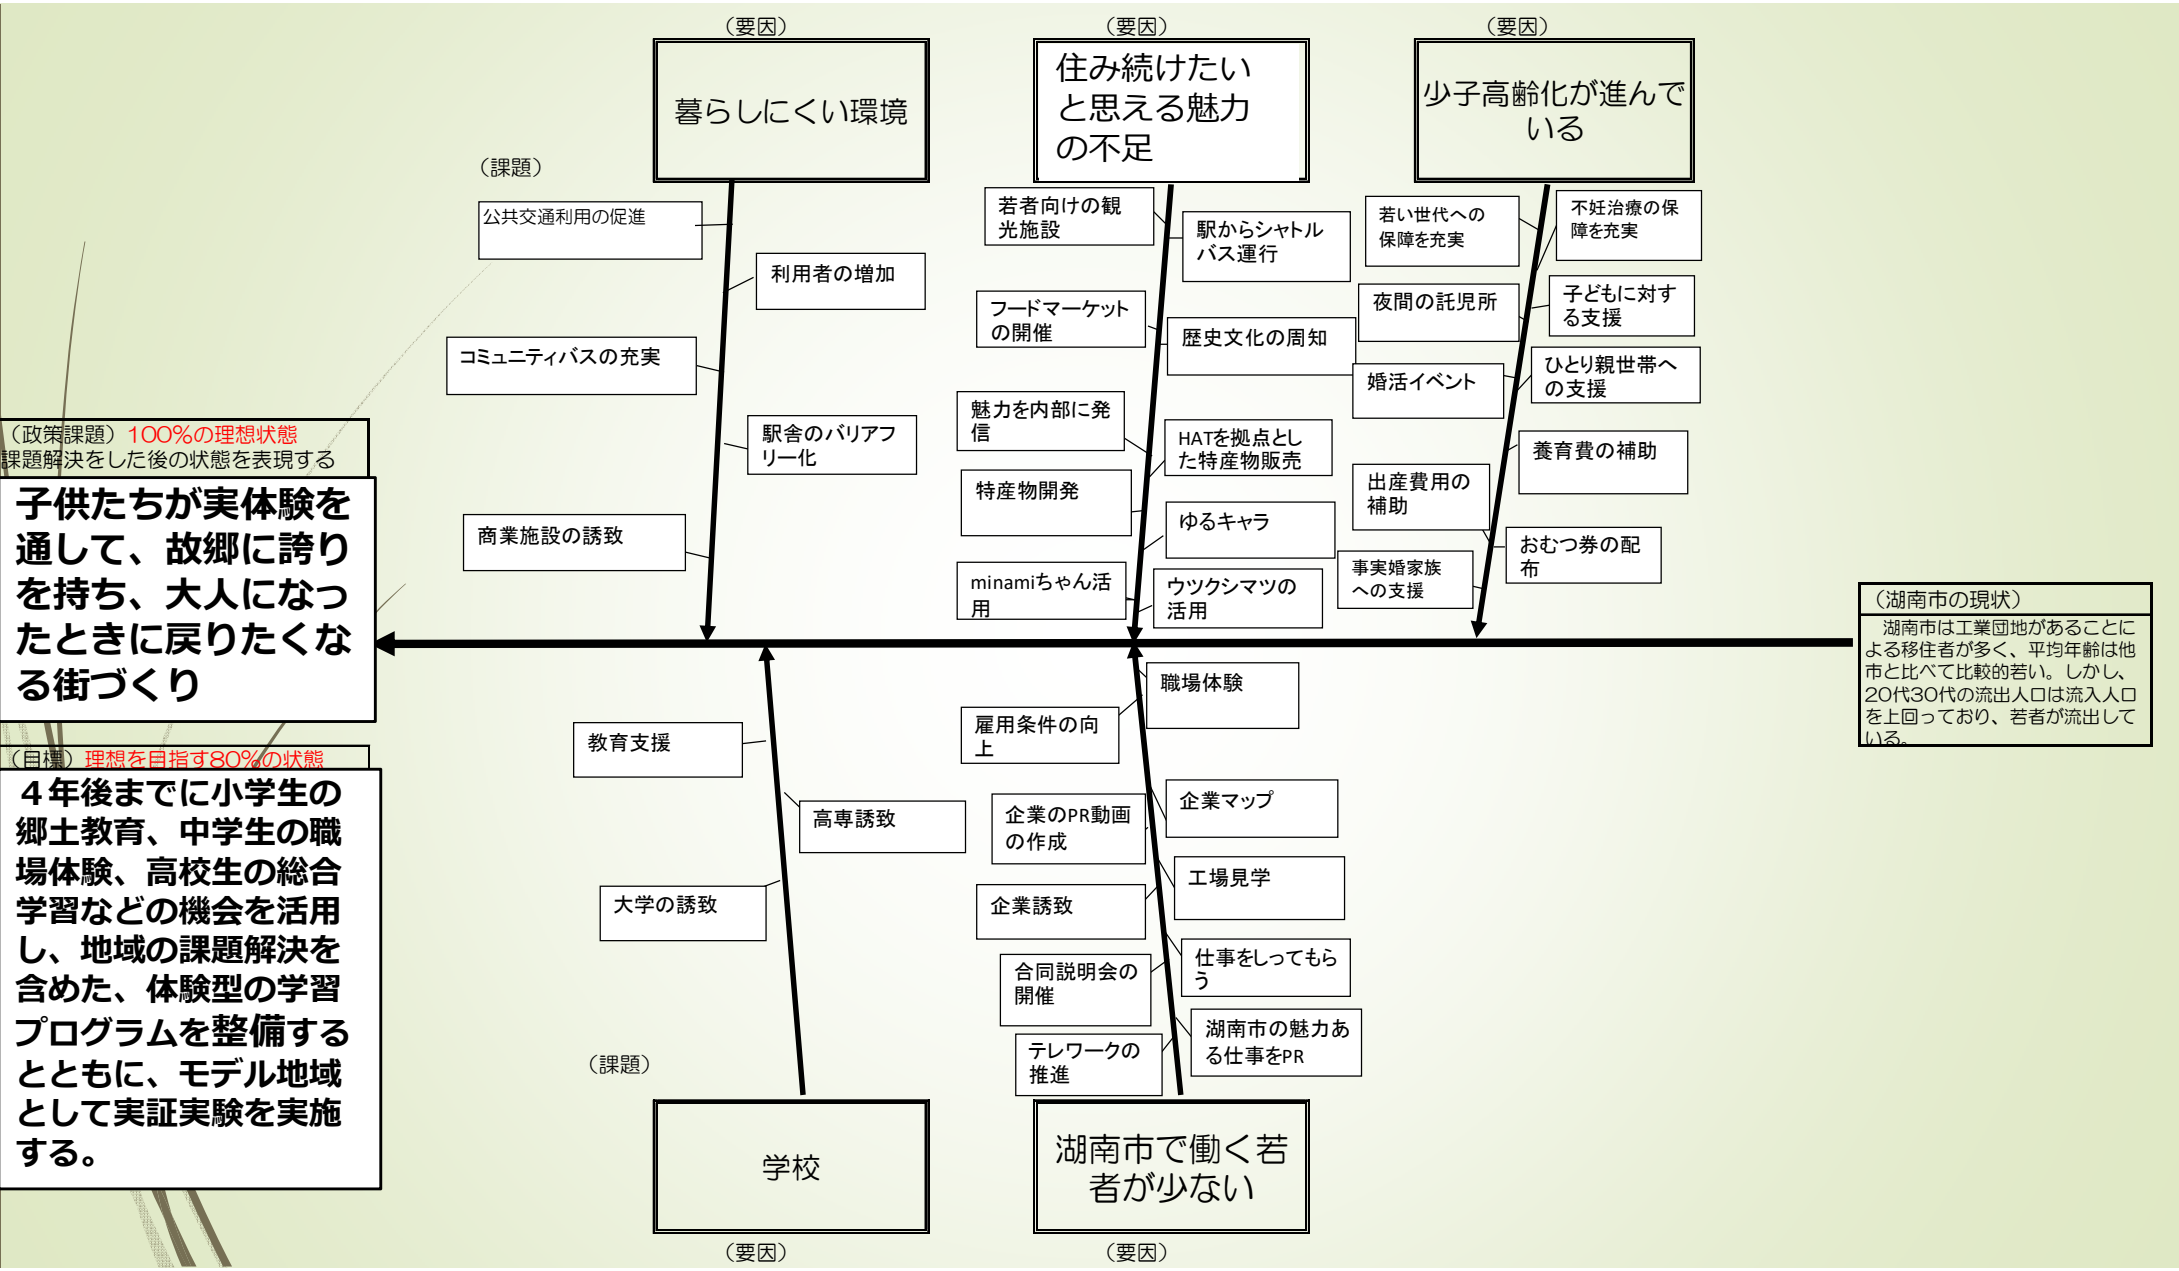 （要因）
暮らしにくい環境
（課題）
公共交通利用の促進
利用者の増加
コミュニティバスの充実
駅舎のバリアフ
リー化
商業施設の誘致
（要因）
住み続けたい
と思える魅力
の不足
若者向けの観
光施設
駅からシャトル
バス運行
フードマーケット
の開催
歴史文化の周知
魅力を内部に発
信
HATを拠点とし
た特産物販売
特産物開発
ゆるキャラ
minamiちゃん活
用
ウツクシマツの
活用
（要因）
少子高齢化が進んで
いる
若い世代への
保障を充実
不妊治療の保
障を充実
夜間の託児所
子どもに対す
る支援
婚活イベント
ひとり親世帯へ
の支援
養育費の補助
出産費用の
補助
おむつ券の配
布
事実婚家族
への支援
（政策課題）100%の理想状態
課題解決をした後の状態を表現する
子供たちが実体験を
通して、故郷に誇り
を持ち、大人になっ
たときに戻りたくな
る街づくり
（目標）理想を目指す80%の状態
４年後までに小学生の
郷土教育、中学生の職
場体験、高校生の総合
学習などの機会を活用
し、地域の課題解決を
含めた、体験型の学習
プログラムを整備する
とともに、モデル地域
として実証実験を実施
する。
（湖南市の現状）
湖南市は工業団地があることに
よる移住者が多く、平均年齢は他
市と比べて比較的若い。しかし、
20代30代の流出人口は流入人口
を上回っており、若者が流出して
いる。
教育支援
高専誘致
大学の誘致
（課題）
学校
（要因）
職場体験
雇用条件の向
上
企業マップ
企業のPR動画
の作成
工場見学
企業誘致
仕事をしってもら
う
合同説明会の
開催
湖南市の魅力あ
る仕事をPR
テレワークの
推進
湖南市で働く若
者が少ない
（要因）